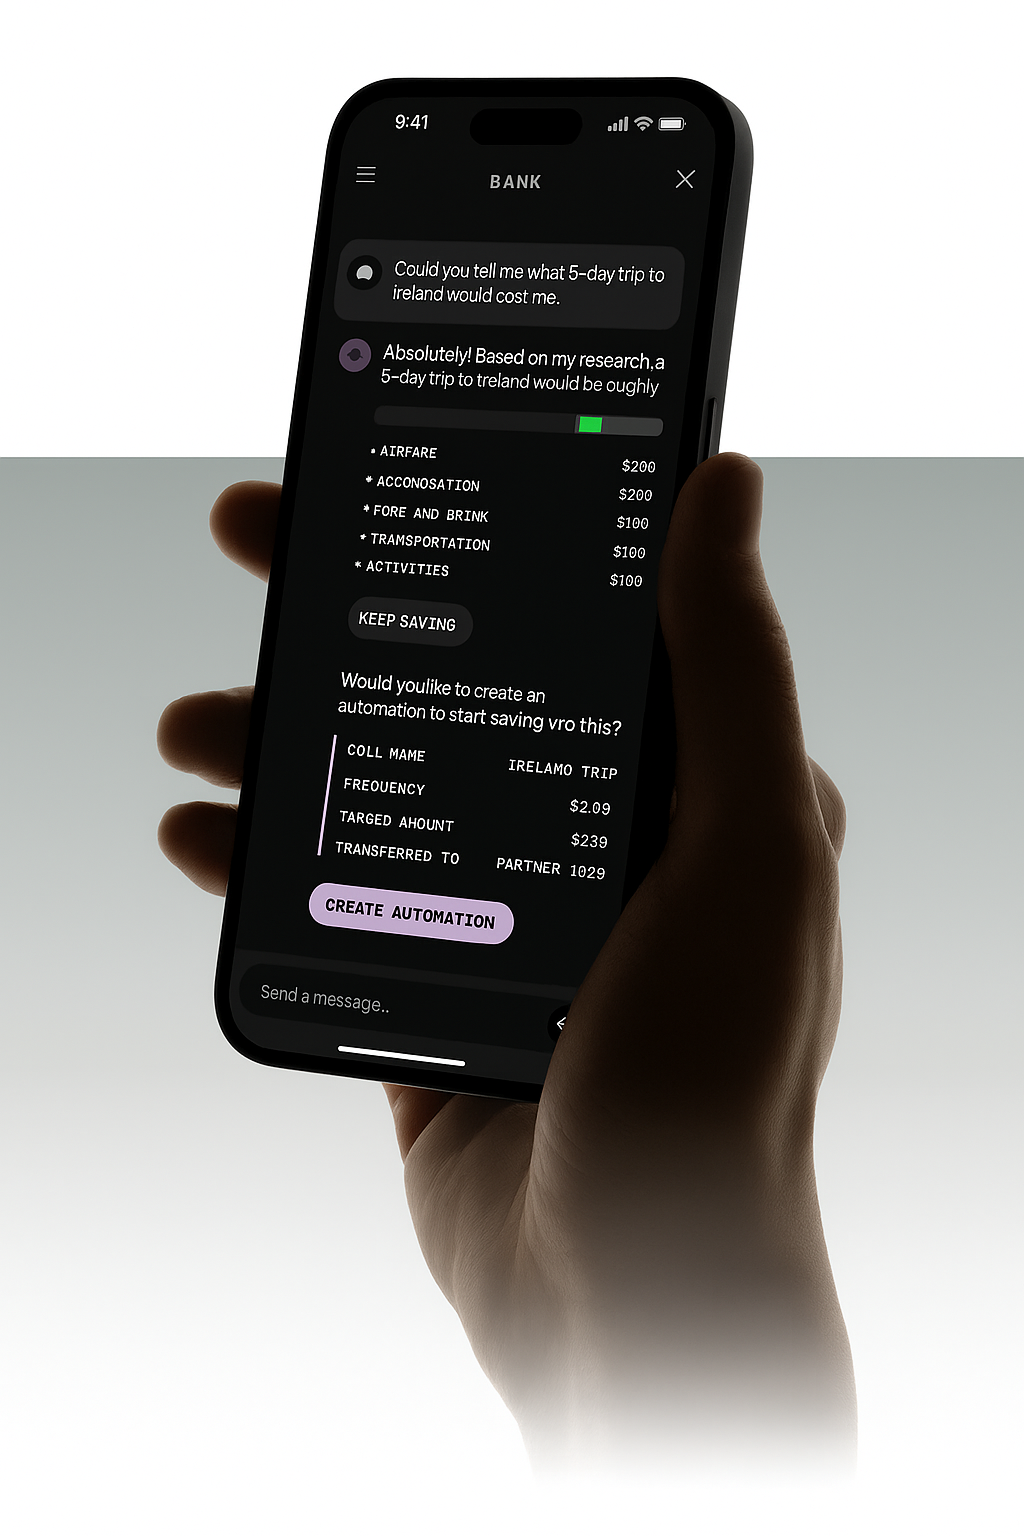 9:41
BANK
Could you tell me what 5-day trip to
ireland would cost me.
Absolutely! Based on my research,a
5-day trip to treland would be oughly
• AIRFARE $200
* ACCONOSATION $200
* FORE AND BRINK $100
* TRAMSPORTATION $100
* ACTIVITIES $100
KEEP SAVING
Would youlike to create an
automation to start saving vro this?
COLL MAME IRELAMO TRIP
FREOUENCY $2.09
TARGED AHOUNT $239
TRANSFERRED TO PARTNER 1029
CREATE AUTOMATION
Send a message..